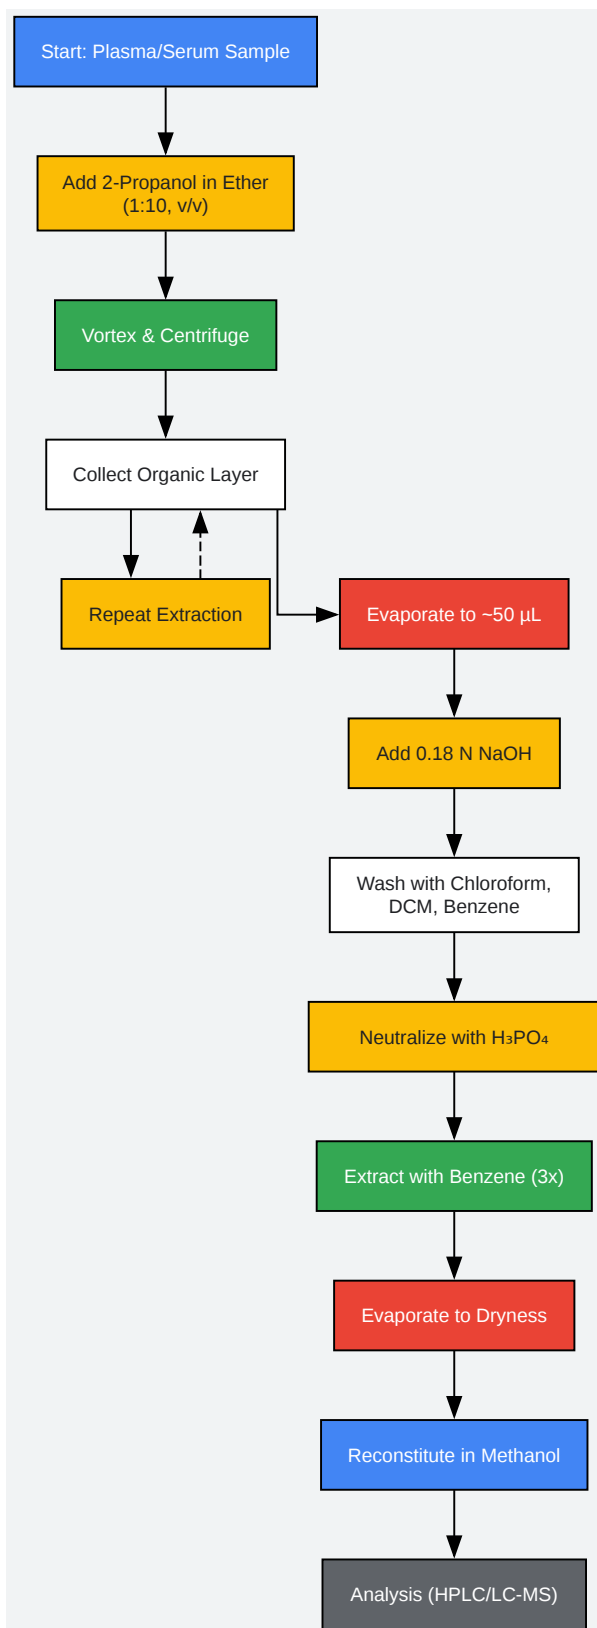 Start: Plasma/Serum Sample
Add 2-Propanol in Ether
(1:10, v/v)
Vortex & Centrifuge
Collect Organic Layer
Repeat Extraction
Evaporate to ~50 µL
Add 0.18 N NaOH
Wash with Chloroform,
DCM, Benzene
Neutralize with H₃PO₄
Extract with Benzene (3x)
Evaporate to Dryness
Reconstitute in Methanol
Analysis (HPLC/LC-MS)